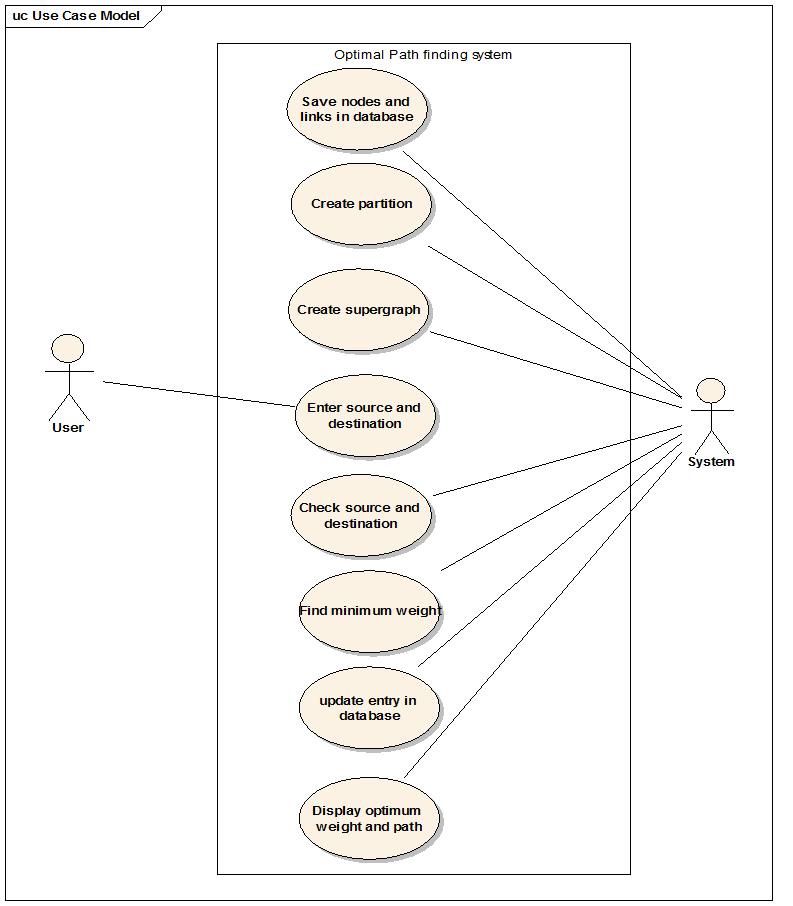 uc Use Case Model
Optimal Path finding system
Save nodes and
links in database
Create partition
Create supergraph
User
Enter source and
destination
System
Check source and
destination
Find minimum weight
update entry in
database
Display optimum
weight and path